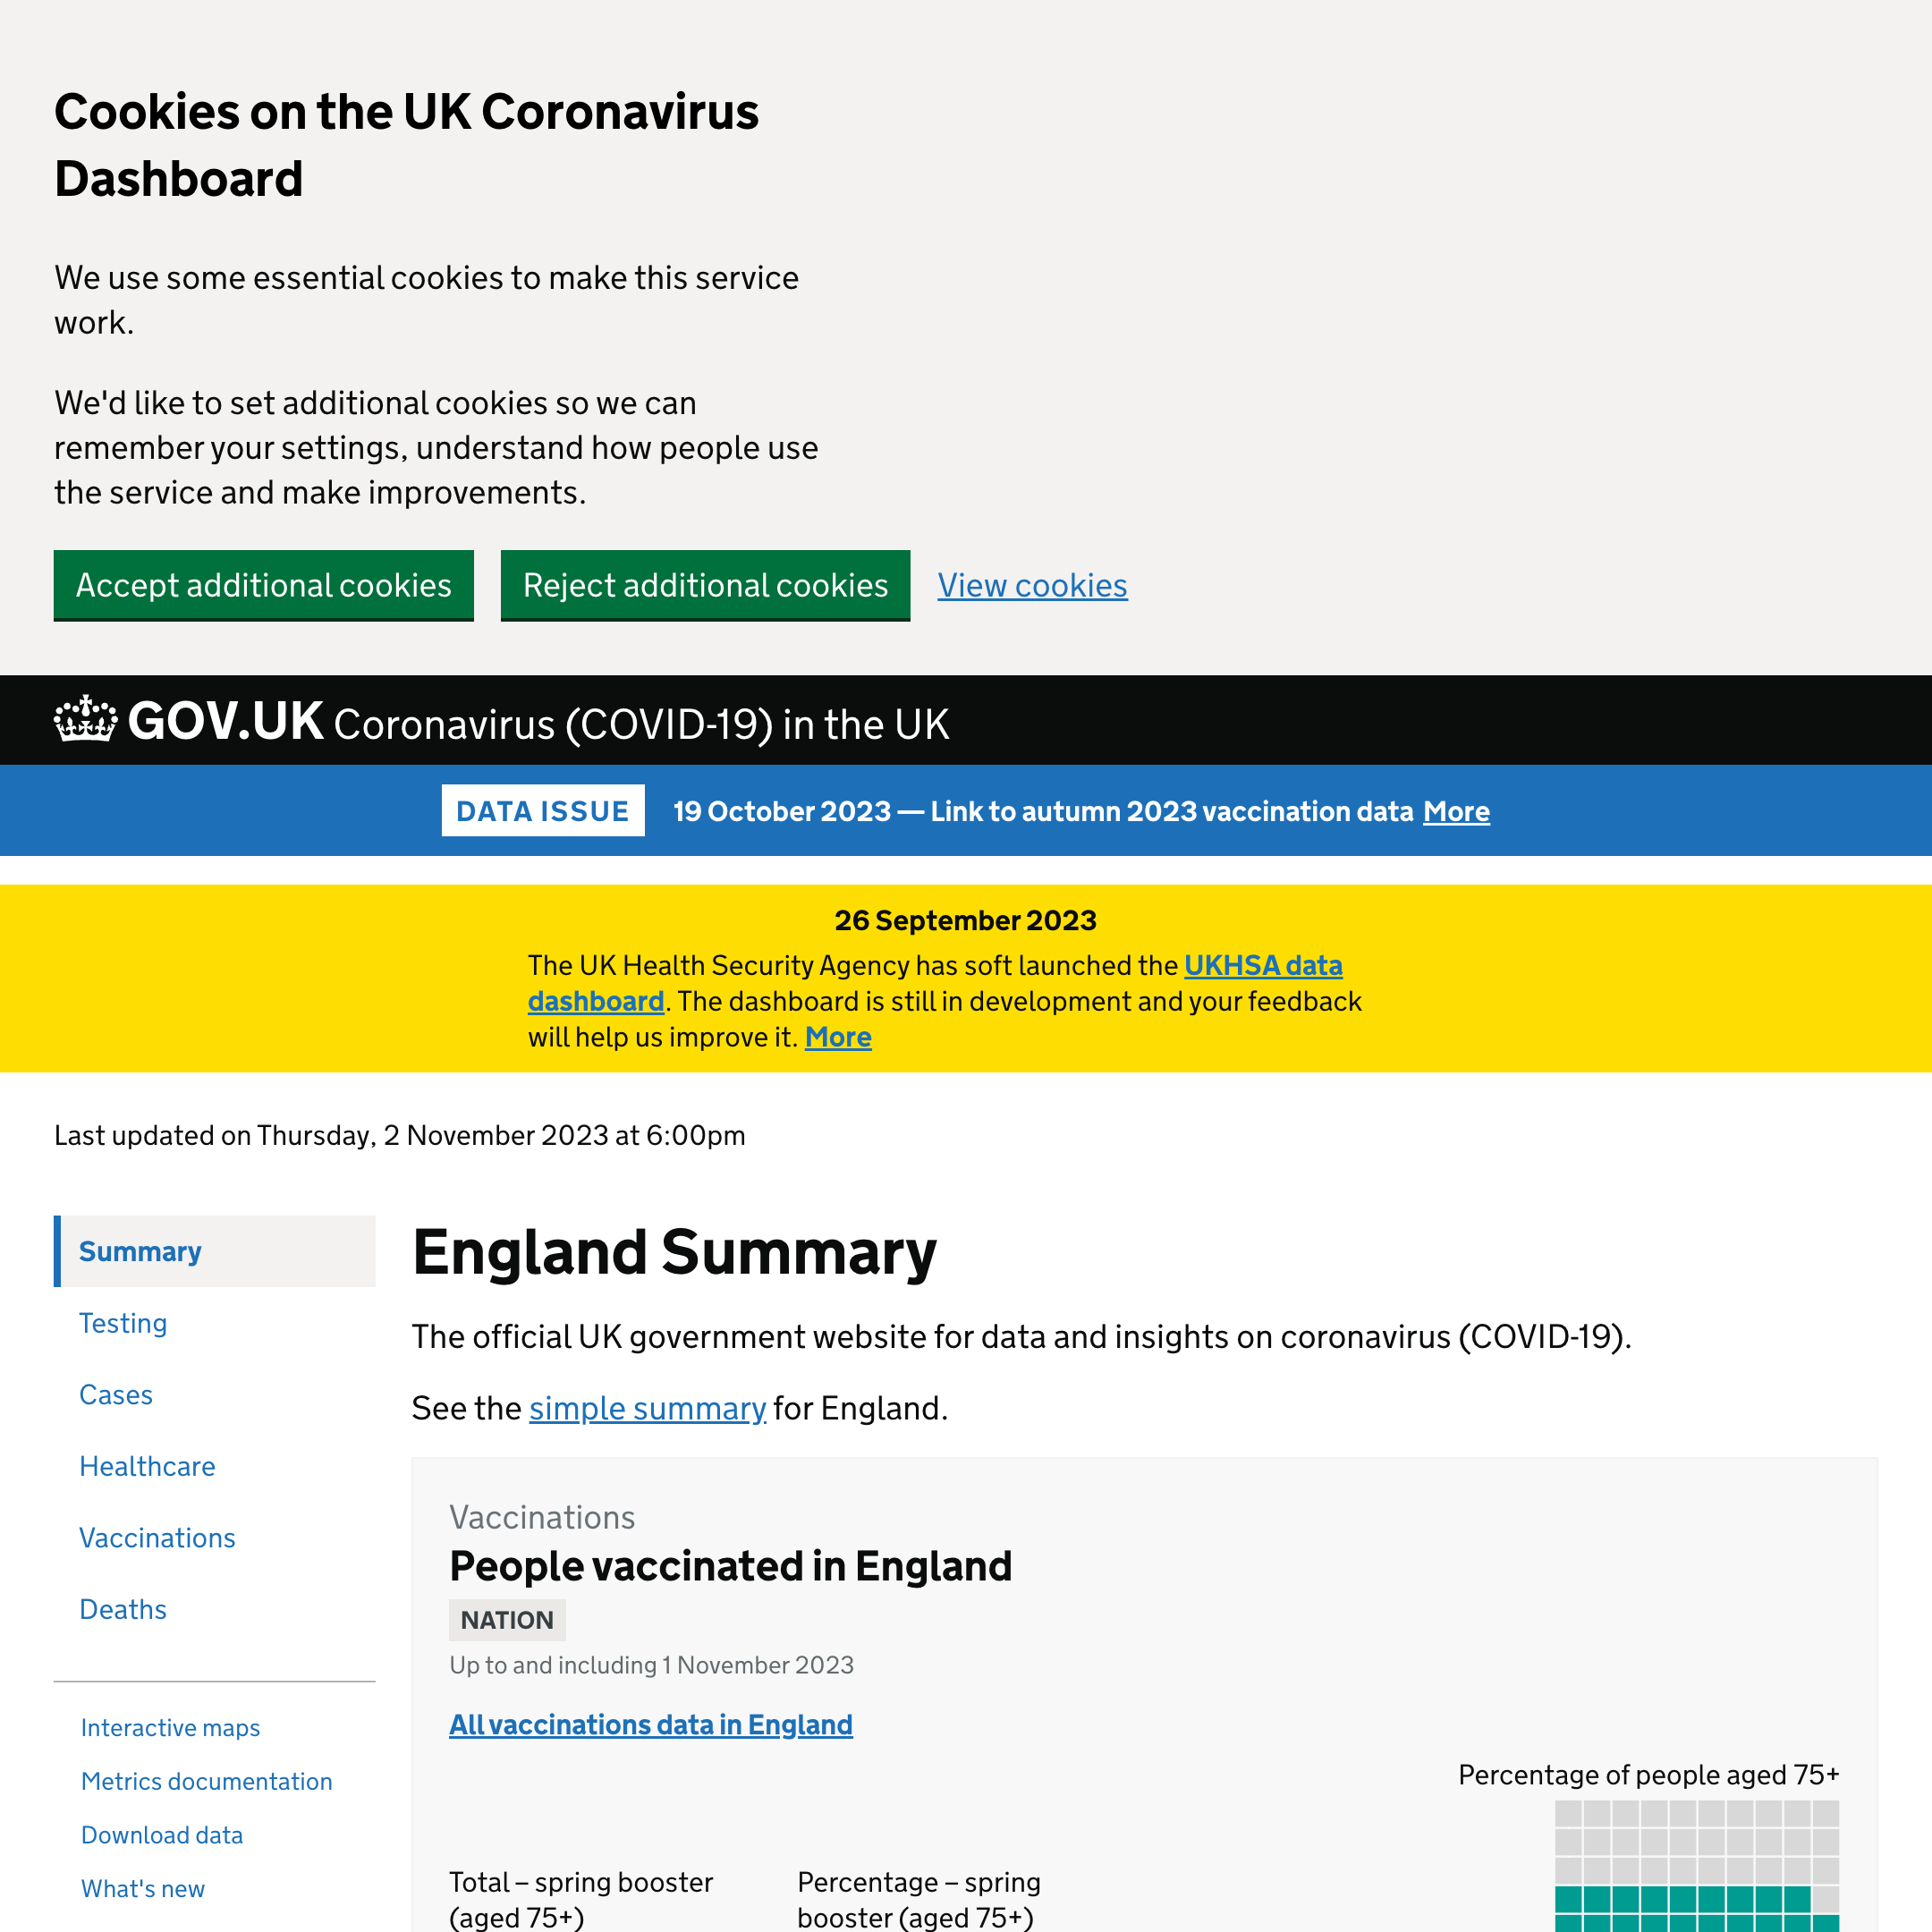 Cookies on the UK Coronavirus
Dashboard
We use some essential cookies to make this service
work.
We'd like to set additional cookies so we can
remember your settings, understand how people use
the service and make improvements.
Accept additional cookies
Reject additional cookies
View cookies
GOV.UK Coronavirus (COVID-19) in the UK
DATA ISSUE
19 October 2023 — Link to autumn 2023 vaccination data More
26 September 2023
The UK Health Security Agency has soft launched the UKHSA data
dashboard. The dashboard is still in development and your feedback
will help us improve it. More
Last updated on Thursday, 2 November 2023 at 6:00pm
Summary
Testing
Cases
Healthcare
Vaccinations
Deaths
Interactive maps
Metrics documentation
Download data
What's new
England Summary
The official UK government website for data and insights on coronavirus (COVID-19).
See the simple summary for England.
Vaccinations
People vaccinated in England
NATION
Up to and including 1 November 2023
All vaccinations data in England
Percentage of people aged 75+
Total – spring booster
(aged 75+)
Percentage – spring
booster (aged 75+)